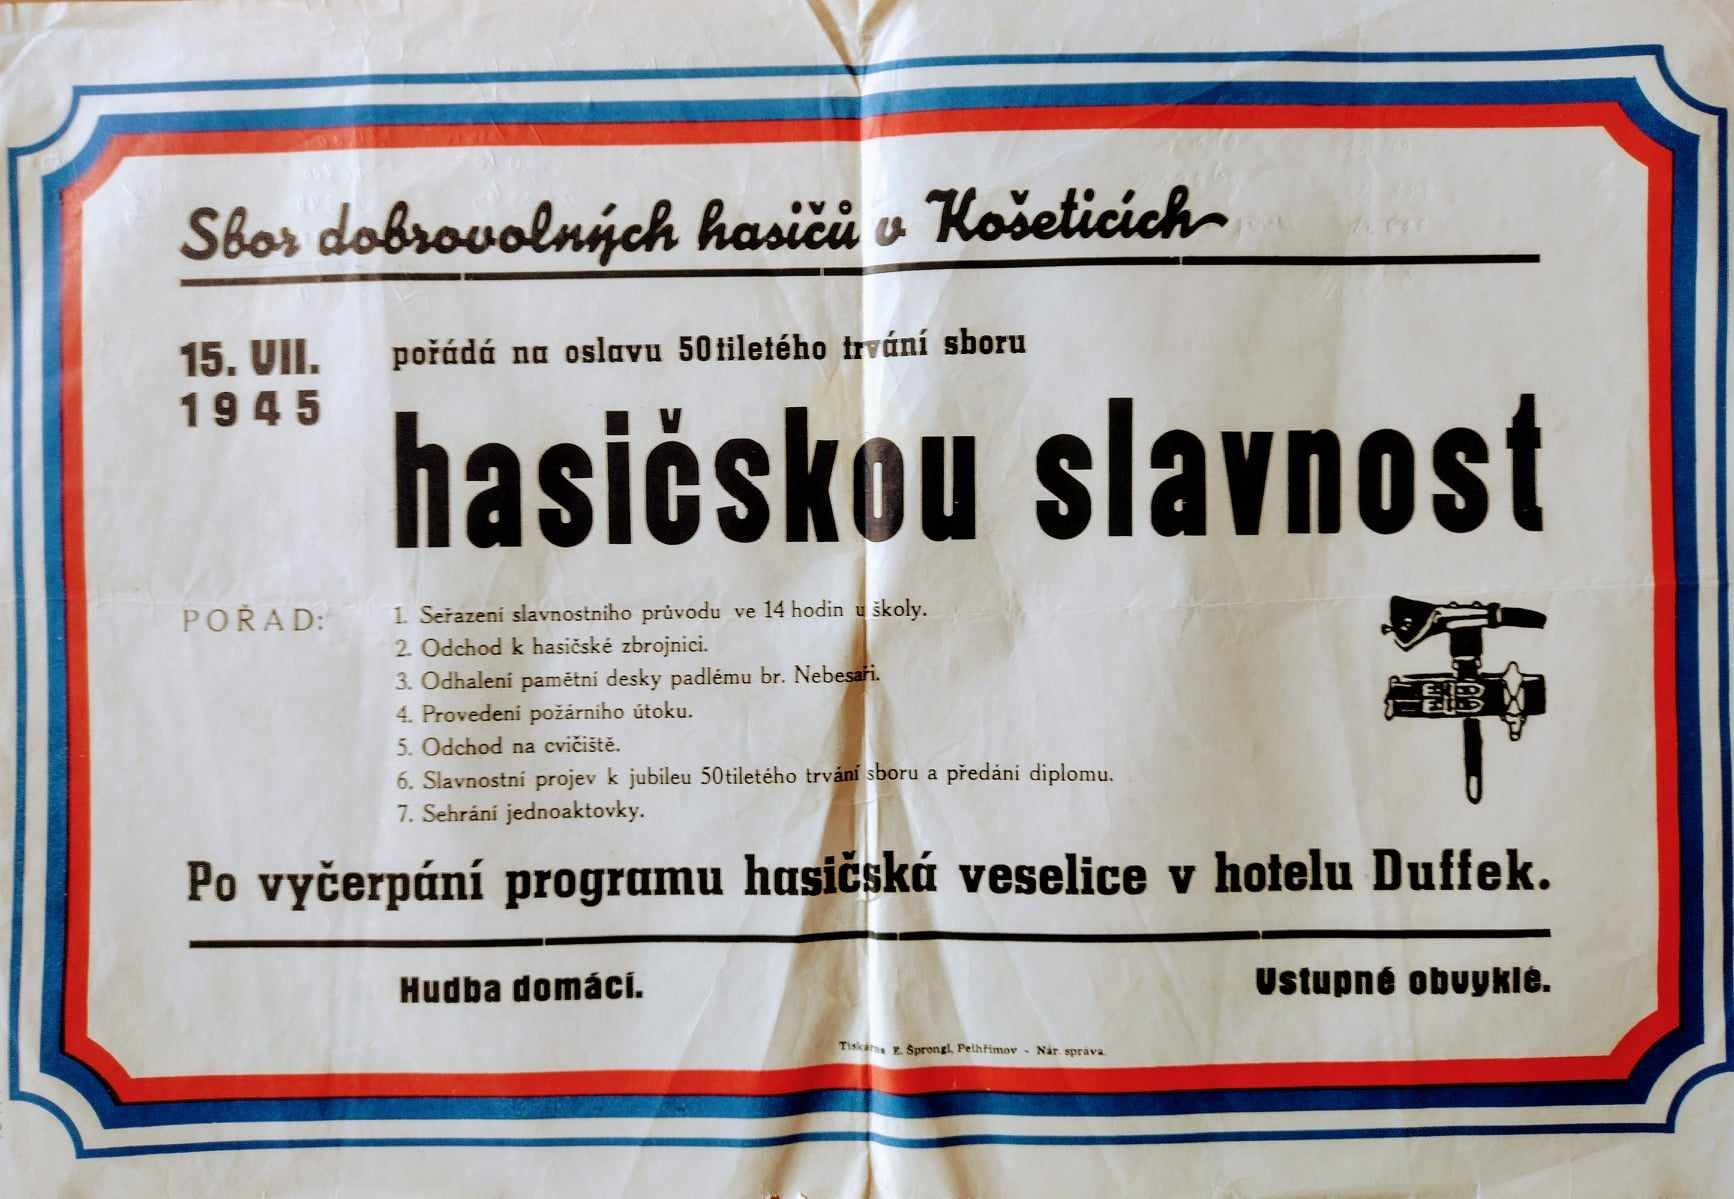 Sbor dobrovolných hasičů v Košeticích
15. VII.
1945
pořádá na oslavu 50tiletého trvání sboru
hasičskou slavnost
POŘAD:
1. Seřazení slavnostního průvodu ve 14 hodin u školy.
2. Odchod k hasičské zbrojnici.
3. Odhalení pamětní desky padlému br. Nebesaři.
4. Provedení požárního útoku.
5. Odchod na cvičiště.
6. Slavnostní projev k jubileu 50tiletého trvání sboru a předání diplomu.
7. Sehrání jednoaktovky.
Po vyčerpání programu hasičská veselice v hotelu Duffek.
Hudba domácí.
Vstupné obvyklé.
Tiskárna E. Šprongl, Pelhřimov - Nár. správa.